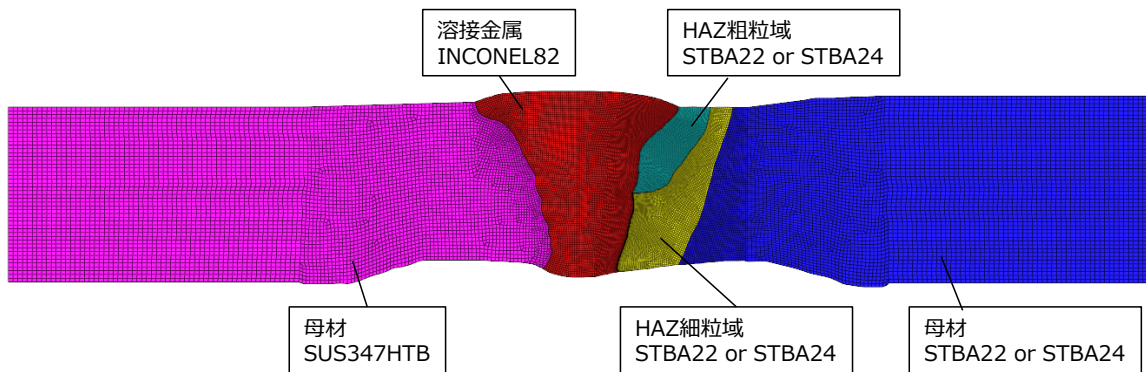 溶接金属
INCONEL82
HAZ粗粒域
STBA22 or STBA24
母材
SUS347HTB
HAZ細粒域
STBA22 or STBA24
母材
STBA22 or STBA24